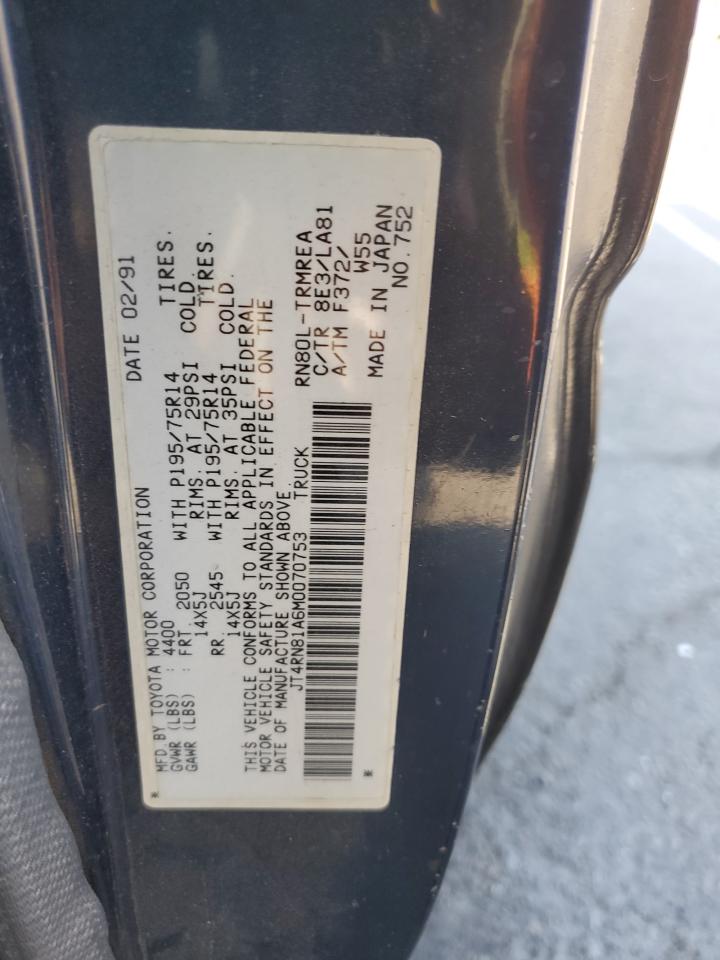 MFD.BY TOYOTA MOTOR CORPORATION DATE 02/91
GVWR (LBS) : 4400
GAWR (LBS) : FRT. 2050 WITH P195/75R14 TIRES.
14X5J RIMS. AT 29PSI COLD.
RR. 2545 WITH P195/75R14 TIRES.
14X5J RIMS. AT 35PSI COLD.
THIS VEHICLE CONFORMS TO ALL APPLICABLE FEDERAL
MOTOR VEHICLE SAFETY STANDARDS IN EFFECT ON THE
DATE OF MANUFACTURE SHOWN ABOVE.
JT4RN81A6M0070753 TRUCK
RN80L-TRMREA
C/TR 8E3/LA81
A/TM F372/
W55
MADE IN JAPAN
NO.752